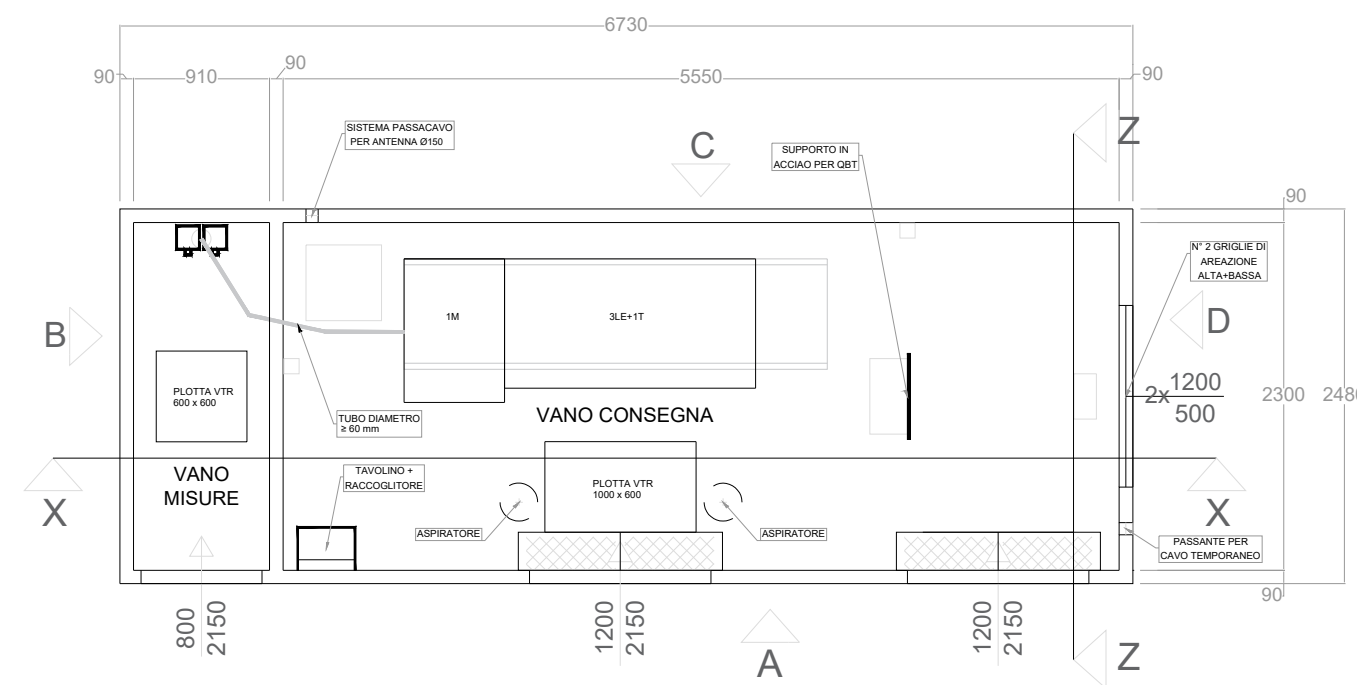 6730
90
910
90
5550
90
SISTEMA PASSACAVO
PER ANTENNA Ø150
C
SUPPORTO IN
ACCIAO PER QBT
Z
90
N° 2 GRIGLIE DI
AREAZIONE
ALTA+BASSA
B
1M
3LE+1T
D
PLOTTA VTR
600 x 600
2x 1200
500
2300
2480
TUBO DIAMETRO
≥ 60 mm
VANO CONSEGNA
VANO
MISURE
TAVOLINO +
RACCOGLITORE
PLOTTA VTR
1000 x 600
X
X
ASPIRATORE
ASPIRATORE
PASSANTE PER
CAVO TEMPORANEO
90
800
2150
1200
2150
1200
2150
A
Z